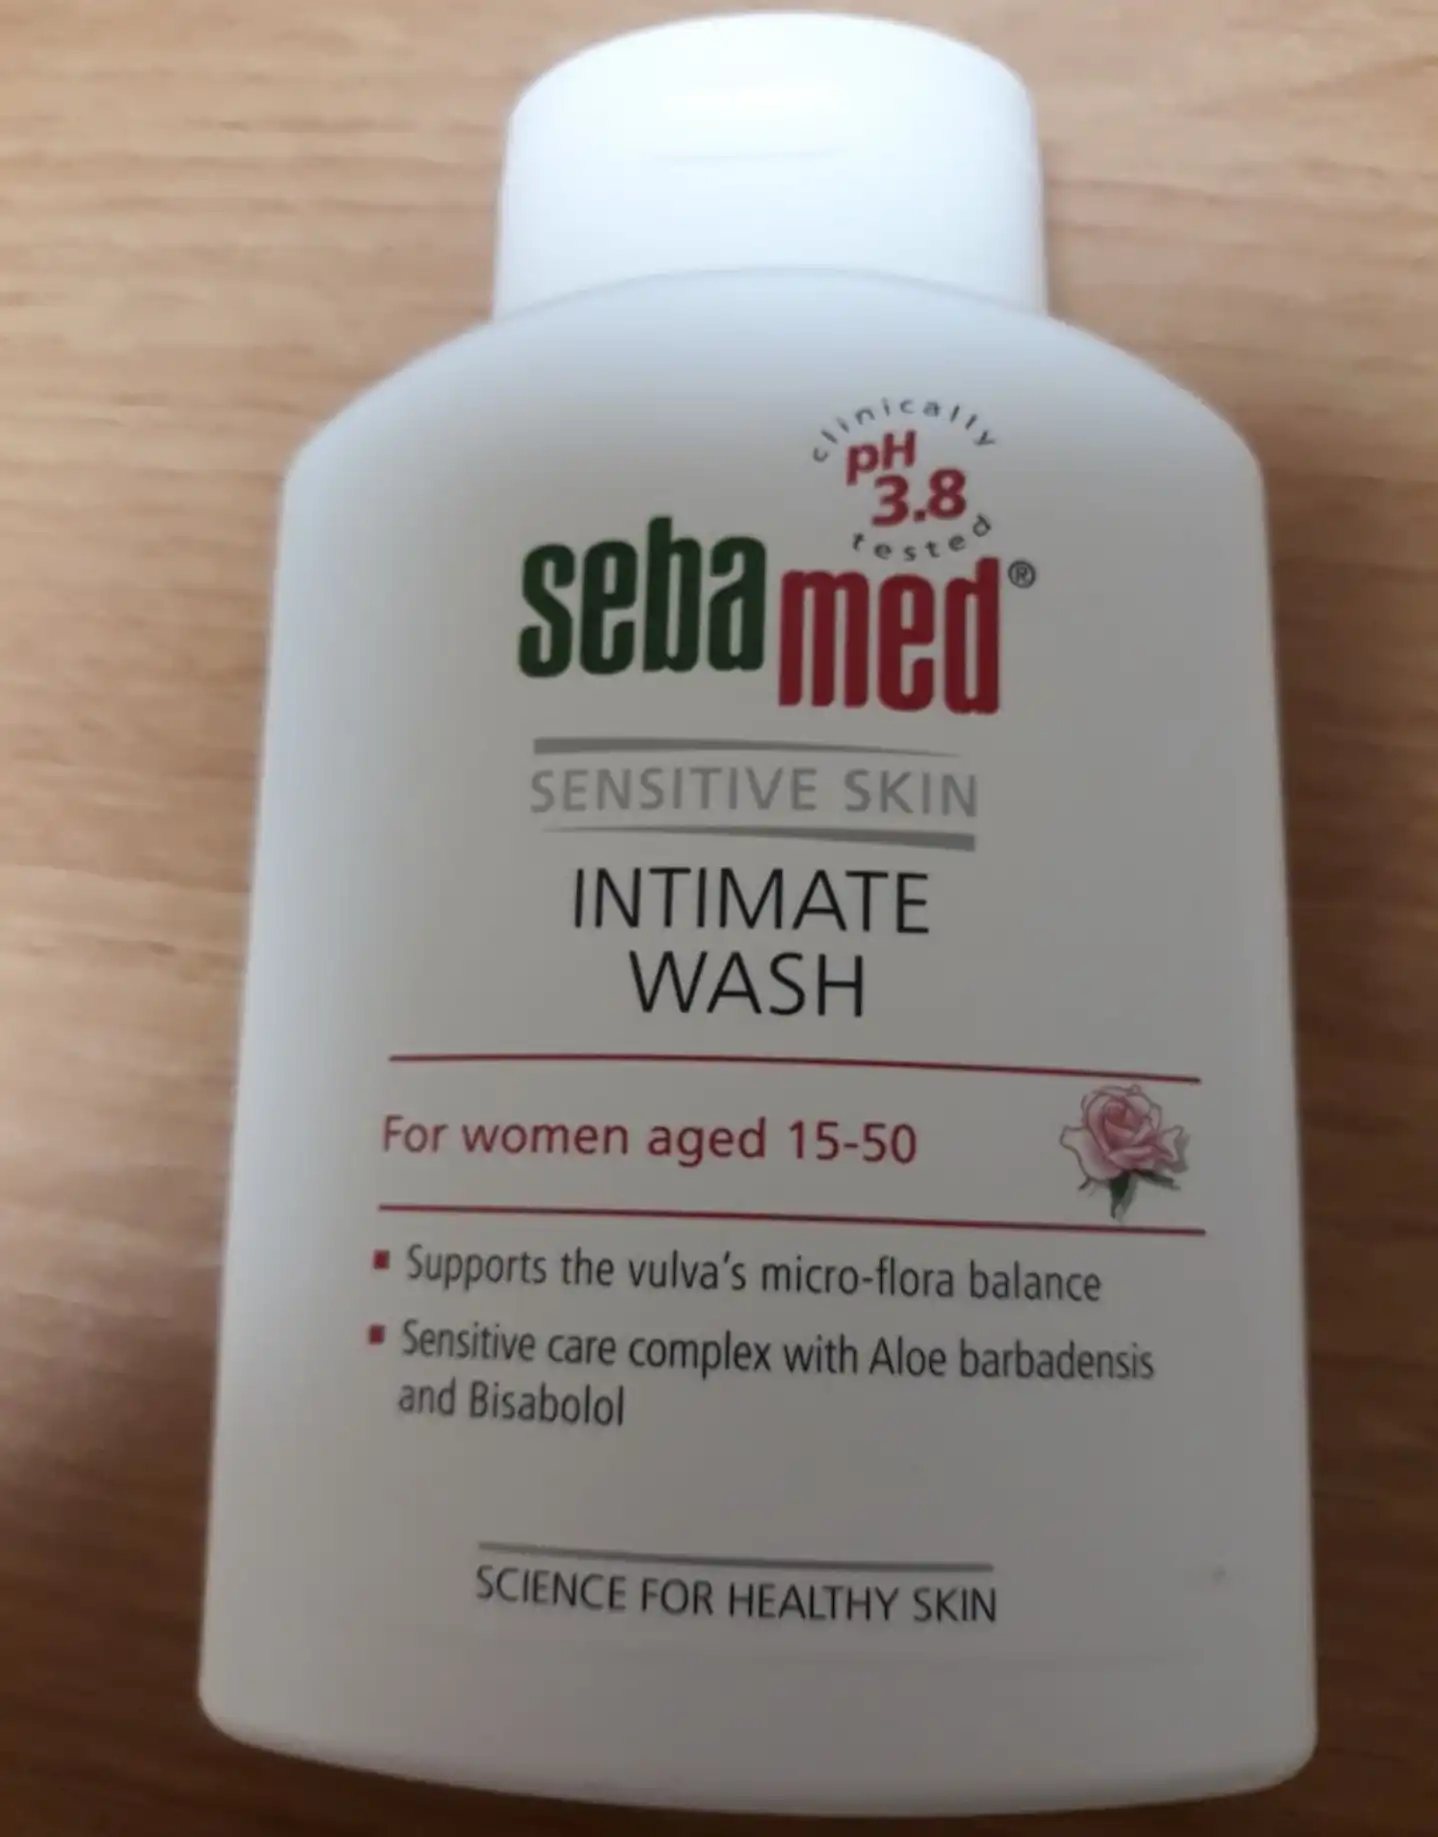 clinically
pH
3.8
tested
sebamed®
SENSITIVE SKIN
INTIMATE
WASH
For women aged 15-50
▪ Supports the vulva's micro-flora balance
▪ Sensitive care complex with Aloe barbadensis
and Bisabolol
SCIENCE FOR HEALTHY SKIN